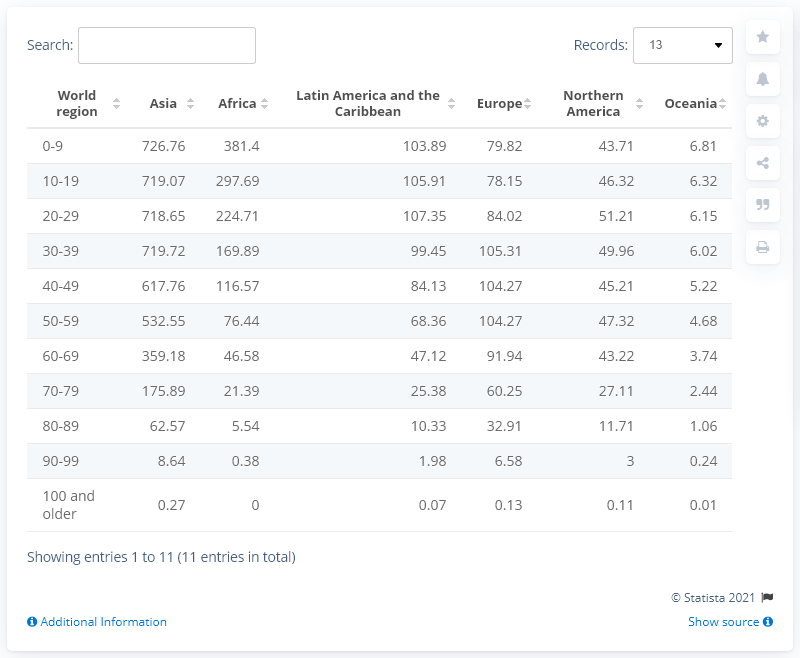 Search:
Records: 13
World region Asia Africa Latin America and the Caribbean Europe Northern America Oceania
0-9 726.76 381.4 103.89 79.82 43.71 6.81
10-19 719.07 297.69 105.91 78.15 46.32 6.32
20-29 718.65 224.71 107.35 84.02 51.21 6.15
30-39 719.72 169.89 99.45 105.31 49.96 6.02
40-49 617.76 116.57 84.13 104.27 45.21 5.22
50-59 532.55 76.44 68.36 104.27 47.32 4.68
60-69 359.18 46.58 47.12 91.94 43.22 3.74
70-79 175.89 21.39 25.38 60.25 27.11 2.44
80-89 62.57 5.54 10.33 32.91 11.71 1.06
90-99 8.64 0.38 1.98 6.58 3 0.24
100 and older 0.27 0 0.07 0.13 0.11 0.01
Showing entries 1 to 11 (11 entries in total)
© Statista 2021
Additional Information
Show source